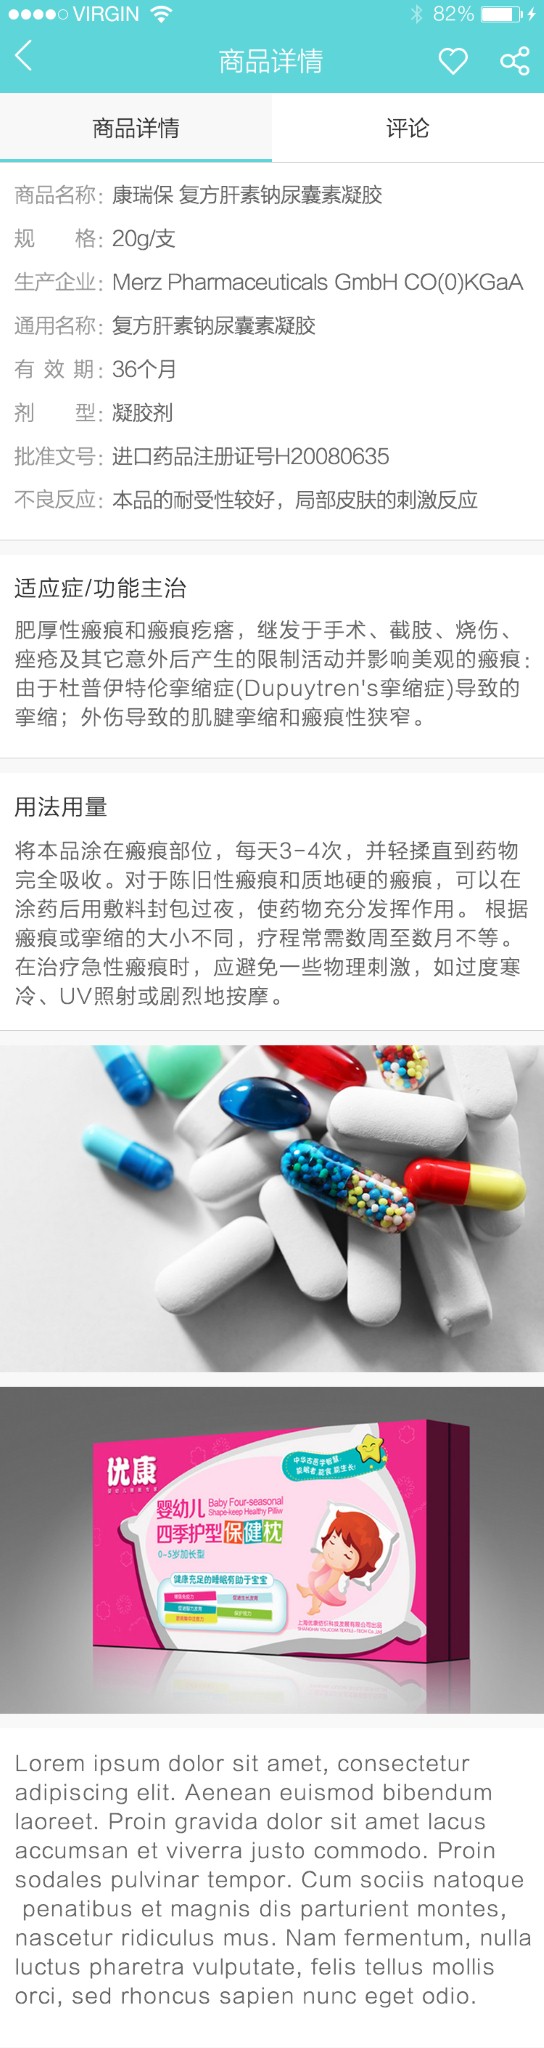 VIRGIN 82%
商品详情
商品详情 评论
商品名称: 康瑞保 复方肝素钠尿囊素凝胶
规 格: 20g/支
生产企业: Merz Pharmaceuticals GmbH CO(0)KGaA
通用名称: 复方肝素钠尿囊素凝胶
有 效 期: 36个月
剂 型: 凝胶剂
批准文号: 进口药品注册证号H20080635
不良反应: 本品的耐受性较好，局部皮肤的刺激反应
适应症/功能主治
肥厚性瘢痕和瘢痕疙瘩，继发于手术、截肢、烧伤、
痤疮及其它意外后产生的限制活动并影响美观的瘢痕：
由于杜普伊特伦挛缩症(Dupuytren's挛缩症)导致的
挛缩；外伤导致的肌腱挛缩和瘢痕性狭窄。
用法用量
将本品涂在瘢痕部位，每天3-4次，并轻揉直到药物
完全吸收。对于陈旧性瘢痕和质地硬的瘢痕，可以在
涂药后用敷料封包过夜，使药物充分发挥作用。 根据
瘢痕或挛缩的大小不同，疗程常需数周至数月不等。
在治疗急性瘢痕时，应避免一些物理刺激，如过度寒
冷、UV照射或剧烈地按摩。
优康
婴幼儿 Baby Four-seasonal
Shape-keep Healthy Pillow
四季护型保健枕
0-5岁加长型
健康充足的睡眠有助于宝宝
Lorem ipsum dolor sit amet, consectetur
adipiscing elit. Aenean euismod bibendum
laoreet. Proin gravida dolor sit amet lacus
accumsan et viverra justo commodo. Proin
sodales pulvinar tempor. Cum sociis natoque
penatibus et magnis dis parturient montes,
nascetur ridiculus mus. Nam fermentum, nulla
luctus pharetra vulputate, felis tellus mollis
orci, sed rhoncus sapien nunc eget odio.